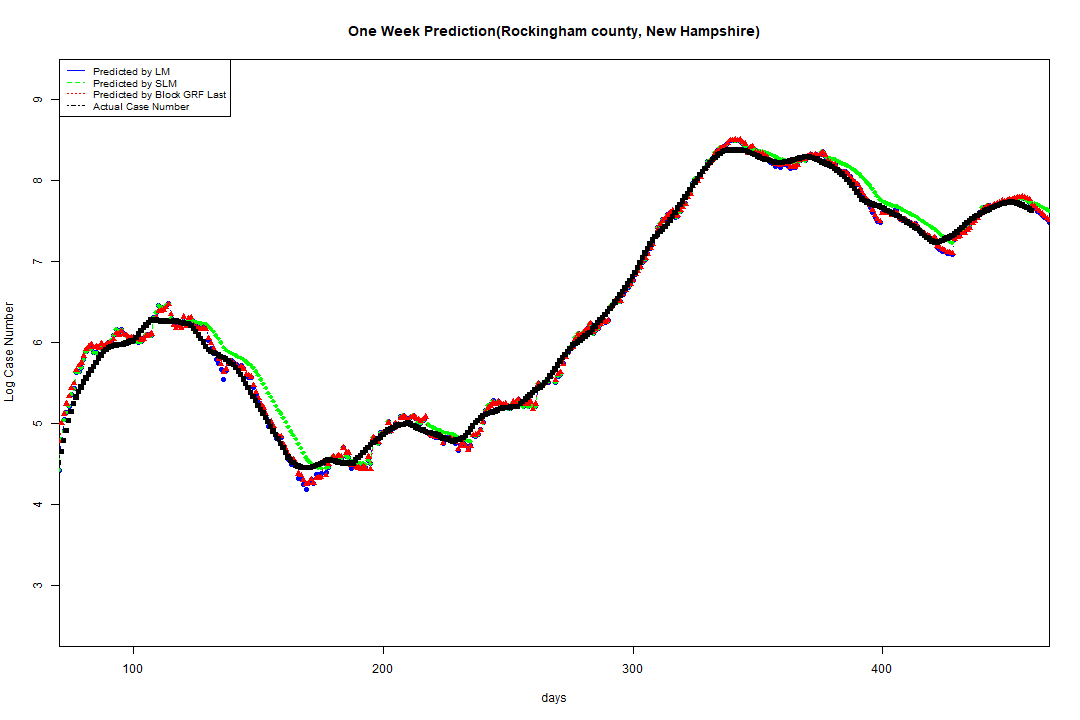 One Week Prediction(Rockingham county, New Hampshire)
Predicted by LM
Predicted by SLM
Predicted by Block GRF Last
Actual Case Number
9
8
7
6
5
4
3
Log Case Number
100 200 300 400
days